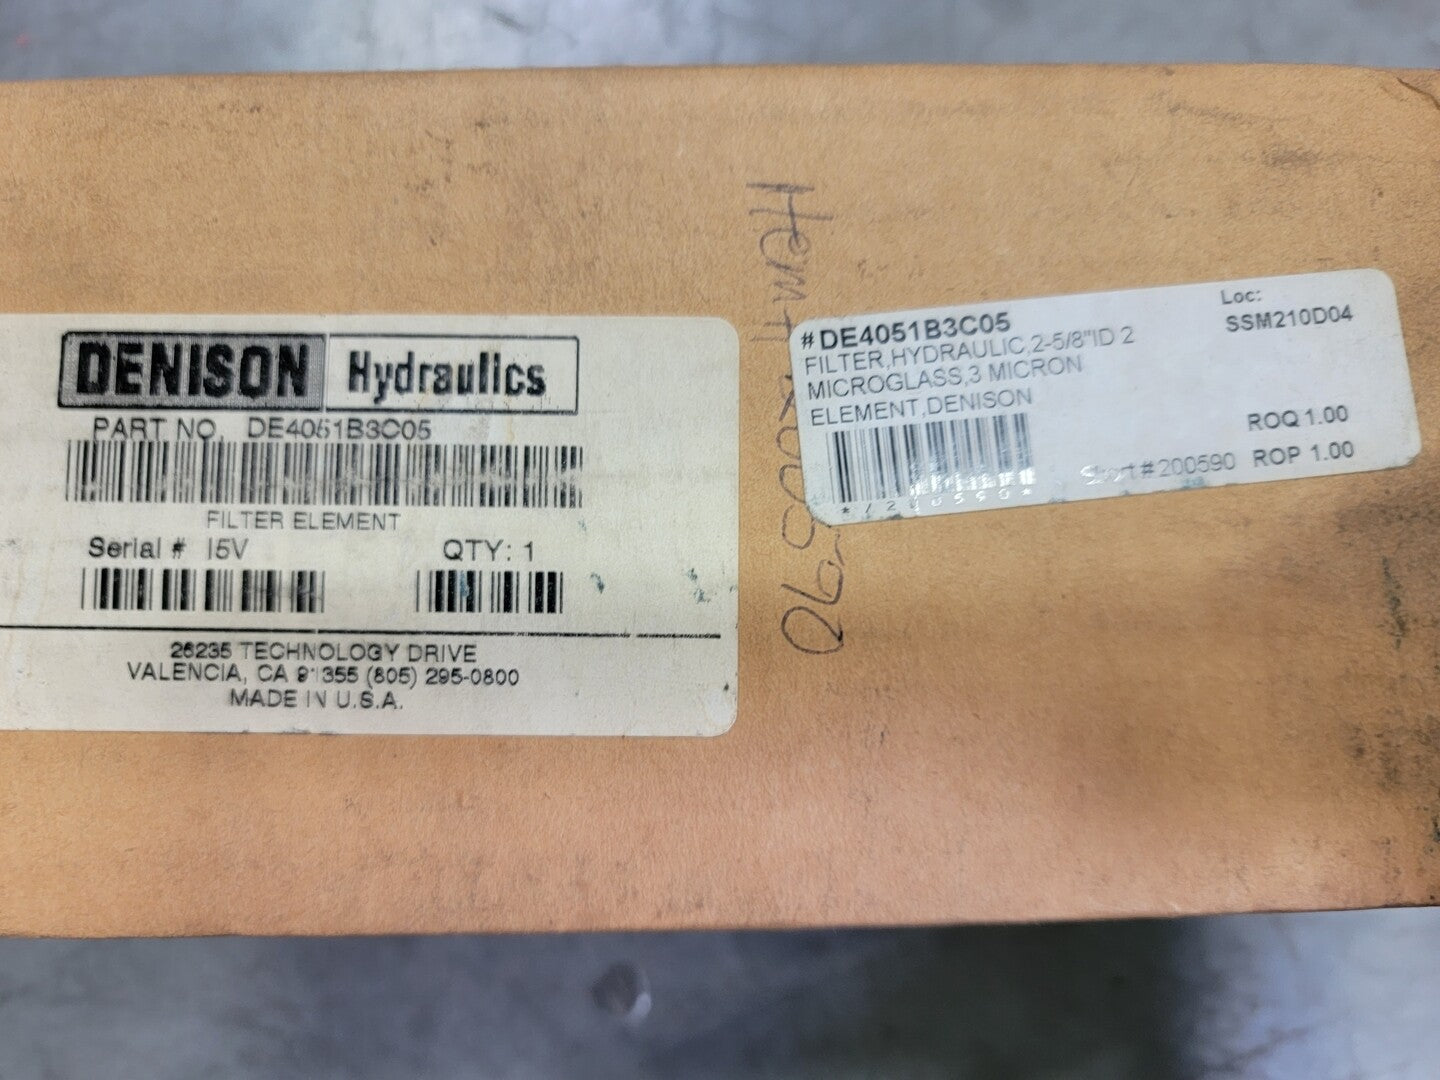 DENISON Hydraulics
PART NO. DE4051B3C05
FILTER ELEMENT
Serial # I5V QTY: 1
26235 TECHNOLOGY DRIVE
VALENCIA, CA 91355 (805) 295-0800
MADE IN U.S.A.
Item
200590
Loc:
#DE4051B3C05 SSM210D04
FILTER,HYDRAULIC,2-5/8"ID 2
MICROGLASS,3 MICRON
ELEMENT,DENISON
ROQ 1.00
Short # 200590 ROP 1.00